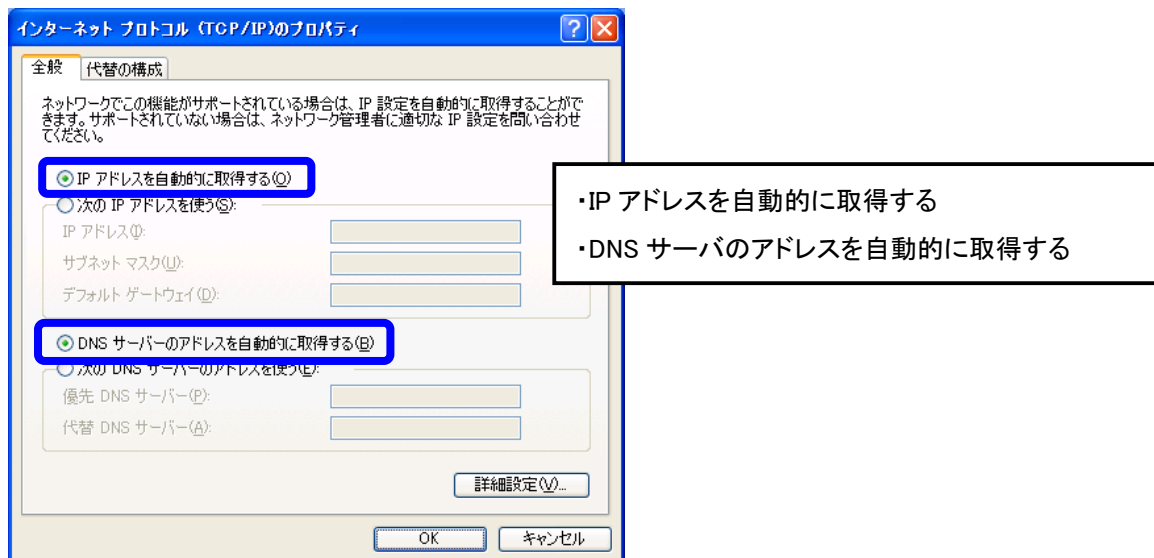 インターネット プロトコル (TCP/IP)のプロパティ
全般
代替の構成
ネットワークでこの機能がサポートされている場合は、IP 設定を自動的に取得することがで
きます。サポートされていない場合は、ネットワーク管理者に適切な IP 設定を問い合わせ
てください。
IP アドレスを自動的に取得する(O)
次の IP アドレスを使う(S):
IP アドレス(I):
サブネット マスク(U):
デフォルト ゲートウェイ(D):
DNS サーバーのアドレスを自動的に取得する(B)
次の DNS サーバーのアドレスを使う(E):
優先 DNS サーバー(P):
代替 DNS サーバー(A):
詳細設定(V)...
OK
キャンセル
・IP アドレスを自動的に取得する
・DNS サーバのアドレスを自動的に取得する